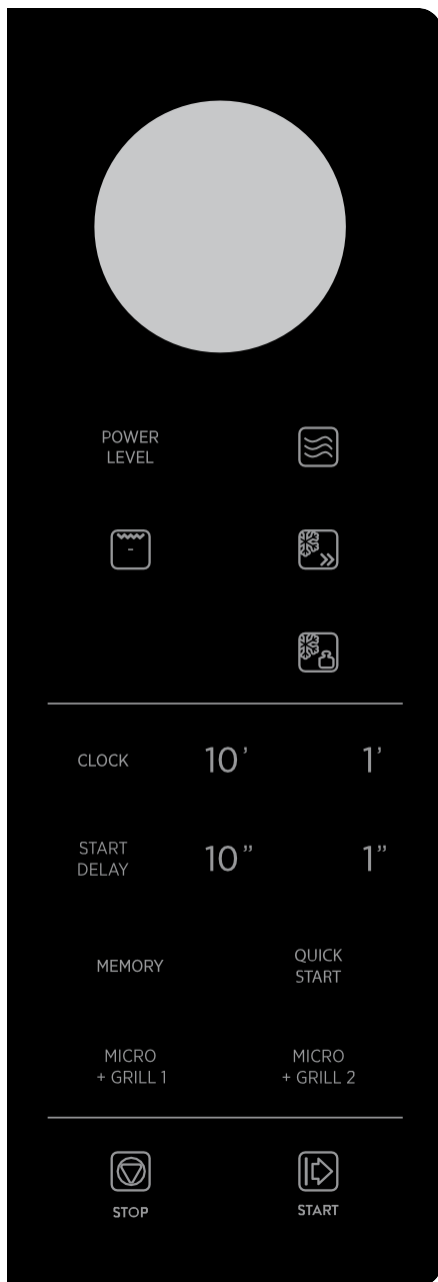 POWER
LEVEL
CLOCK
10’
1’
START
DELAY
10”
1”
MEMORY
QUICK
START
MICRO
+ GRILL 1
MICRO
+ GRILL 2
STOP
START